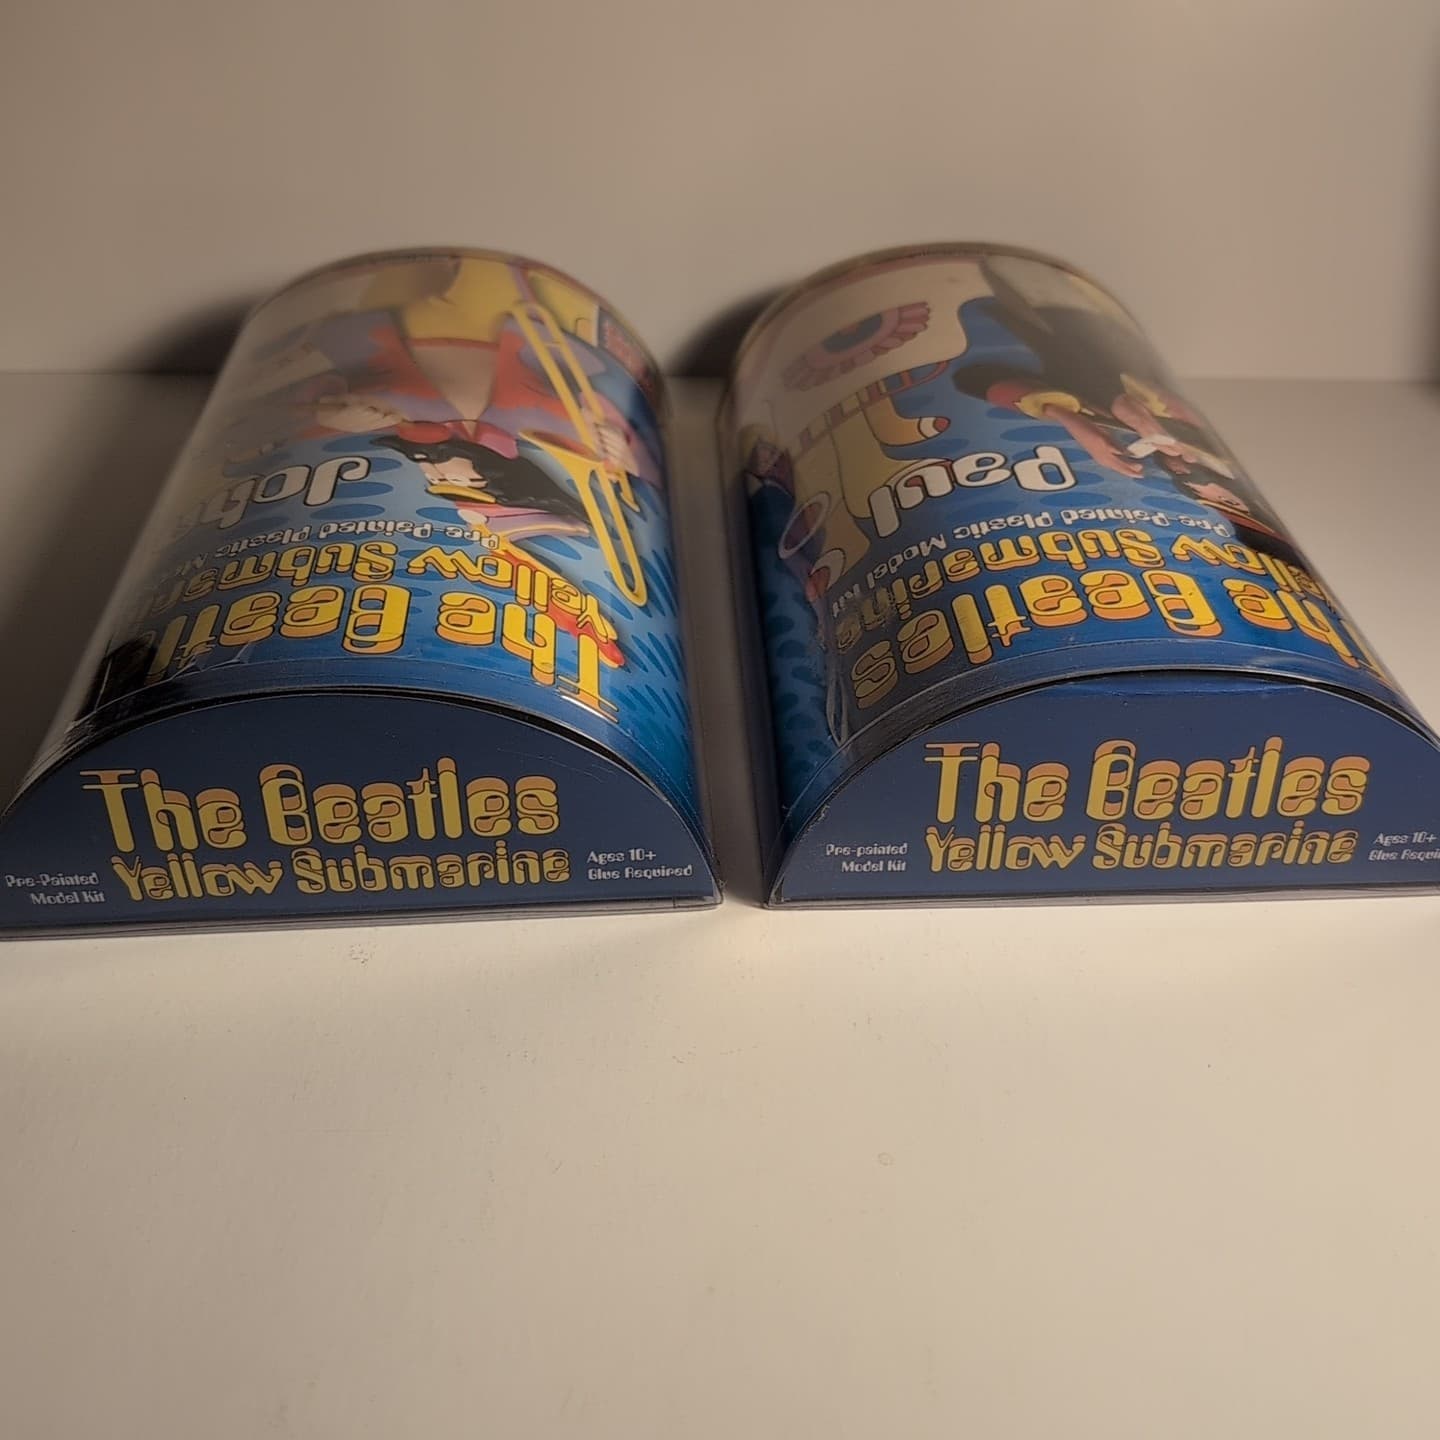 John
Pre-Painted Plastic
Yellow Submarine
The Beatles
The Beatles
Yellow Submarine
Pre-Painted
Model Kit
Ages 10+
Glue Required
Paul
Pre-Painted Plastic Model Kit
Yellow Submarine
The Beatles
The Beatles
Yellow Submarine
Pre-painted
Model Kit
Ages 10+
Glue Requi